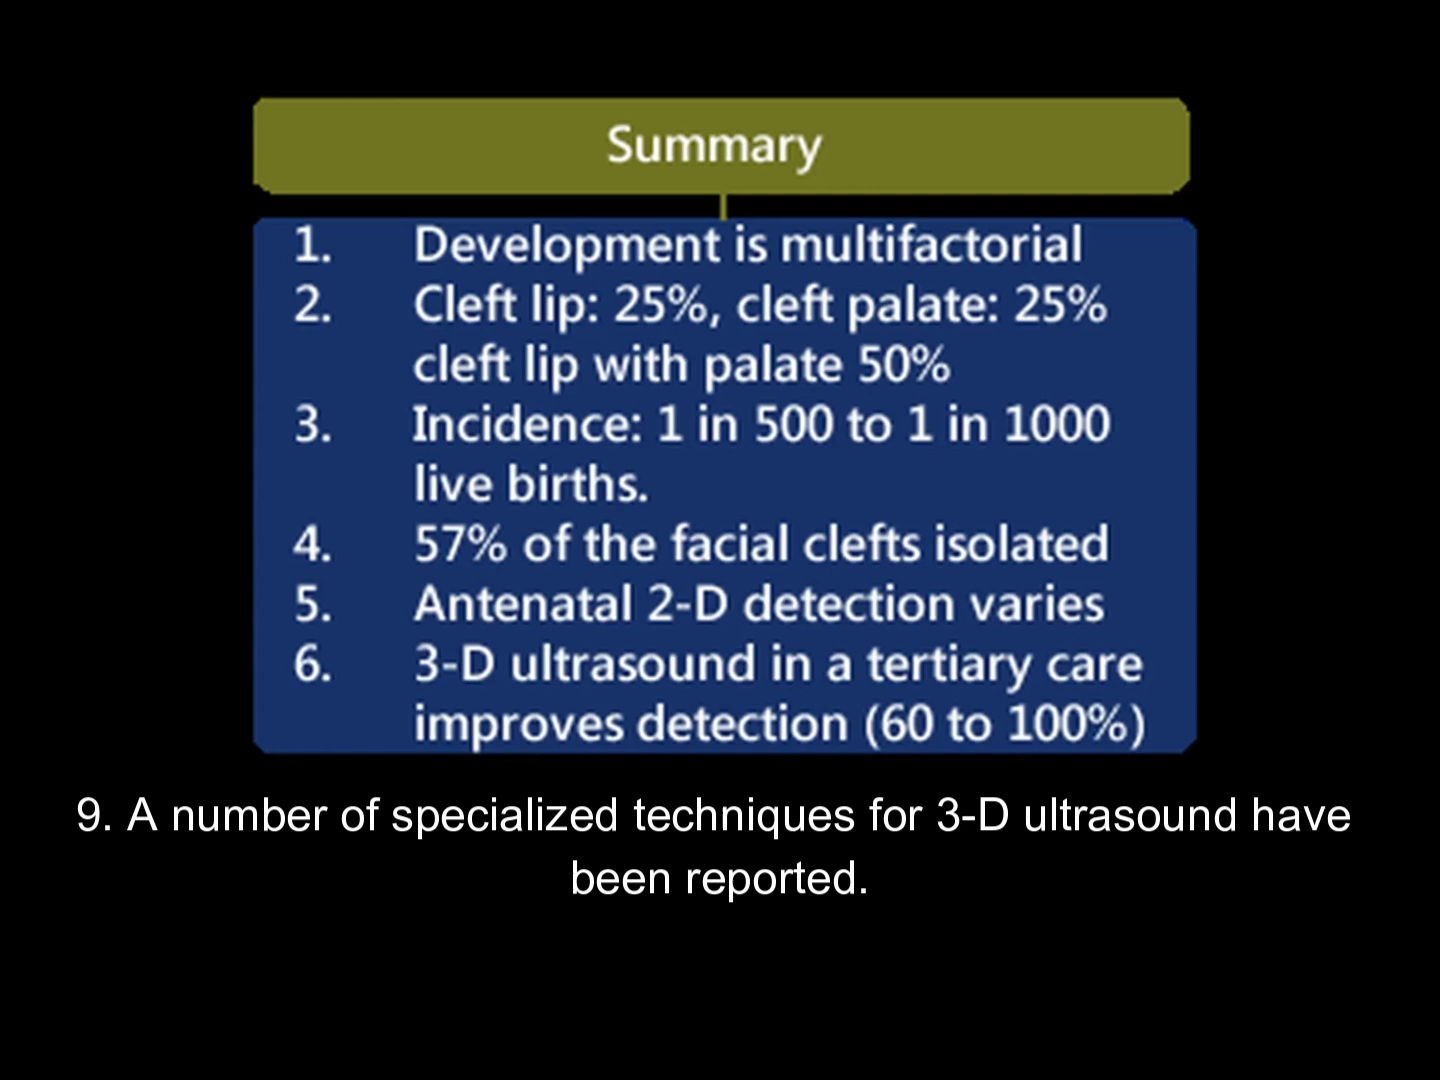 Summary
1. Development is multifactorial
2. Cleft lip: 25%, cleft palate: 25%
cleft lip with palate 50%
3. Incidence: 1 in 500 to 1 in 1000
live births.
4. 57% of the facial clefts isolated
5. Antenatal 2-D detection varies
6. 3-D ultrasound in a tertiary care
improves detection (60 to 100%)
9. A number of specialized techniques for 3-D ultrasound have
been reported.